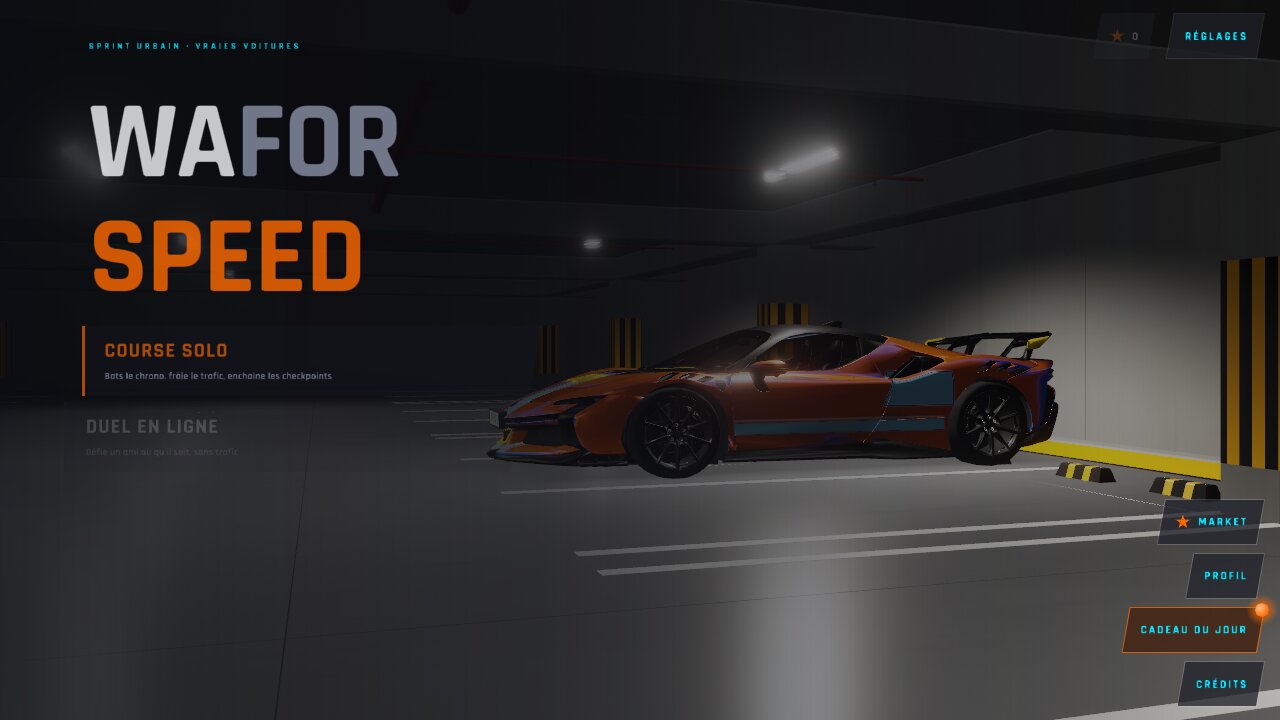 SPRINT URBAIN · VRAIES VOITURES
0
RÉGLAGES
WAFOR
SPEED
COURSE SOLO
Bats le chrono, frôle le trafic, enchaîne les checkpoints
DUEL EN LIGNE
Défie un ami ou qui il soit, sans trafic
MARKET
PROFIL
CADEAU DU JOUR
CRÉDITS